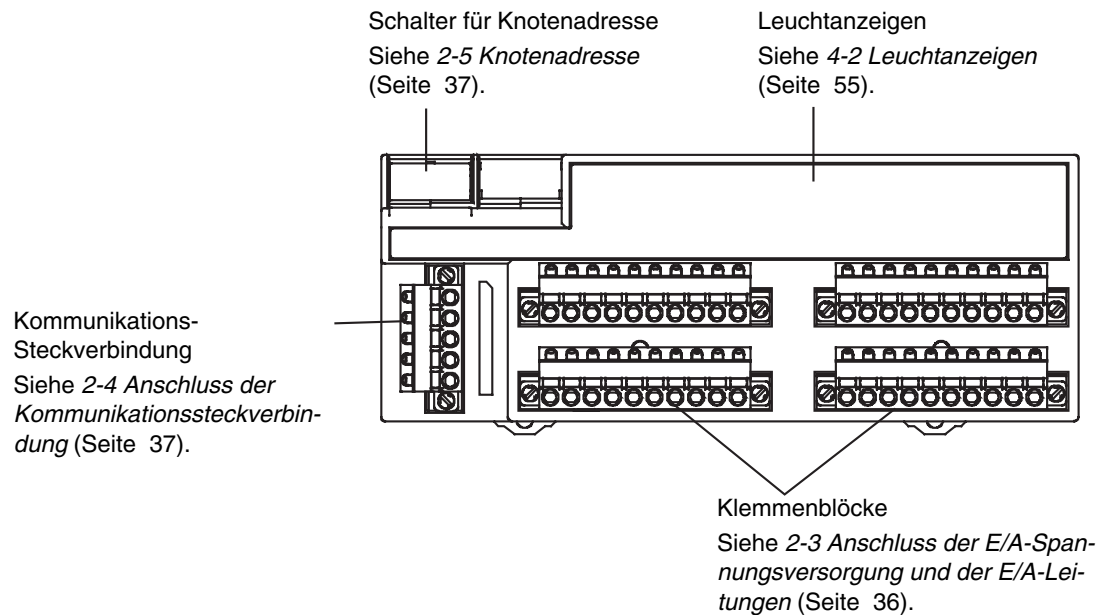 Schalter für Knotenadresse
Siehe 2-5 Knotenadresse
(Seite 37).
Leuchtanzeigen
Siehe 4-2 Leuchtanzeigen
(Seite 55).
Kommunikations-
Steckverbindung
Siehe 2-4 Anschluss der
Kommunikationssteckverbin-
dung (Seite 37).
Klemmenblöcke
Siehe 2-3 Anschluss der E/A-Span-
nungsversorgung und der E/A-Lei-
tungen (Seite 36).